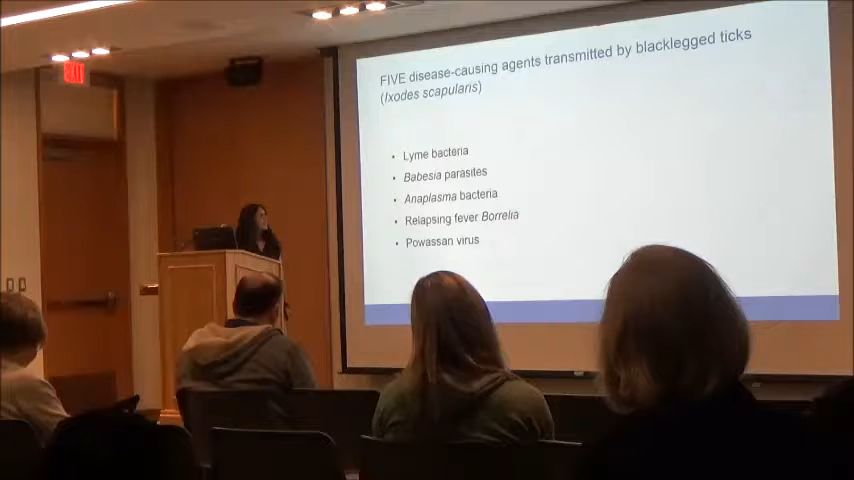 EXIT
FIVE disease-causing agents transmitted by blacklegged ticks
(Ixodes scapularis)
• Lyme bacteria
• Babesia parasites
• Anaplasma bacteria
• Relapsing fever Borrelia
• Powassan virus